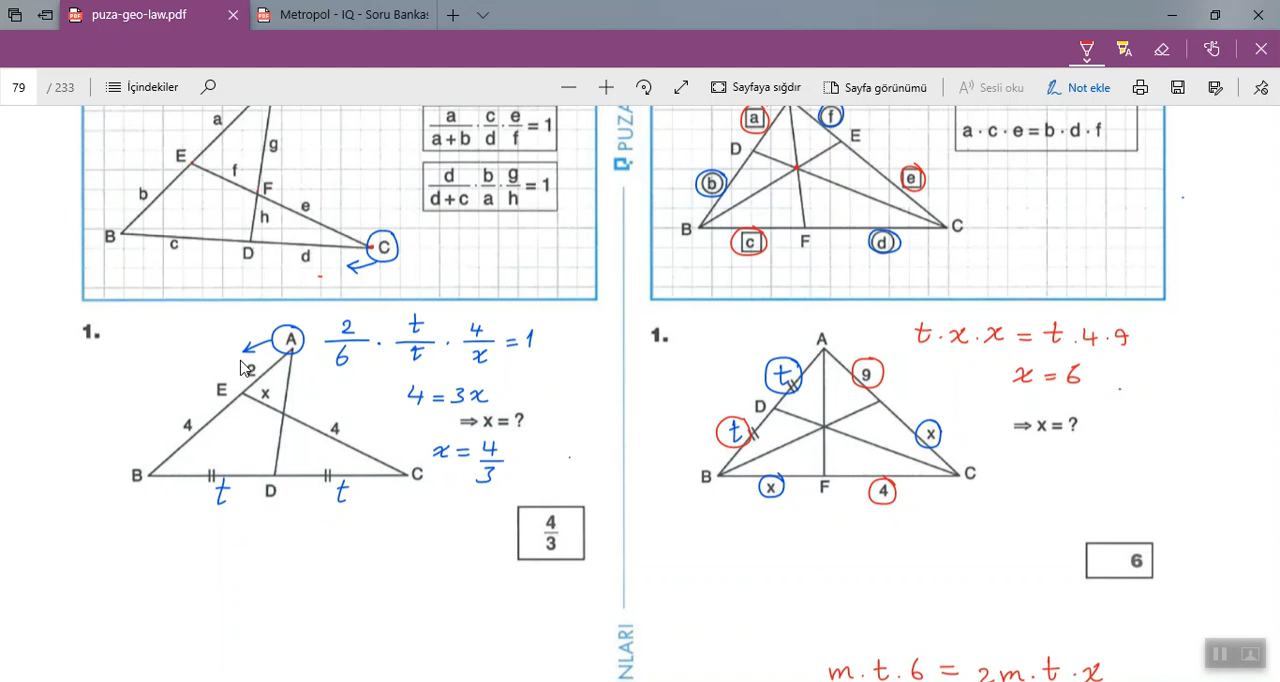 puza-geo-law.pdf
Metropol - IQ - Soru Bankas
79 / 233
İçindekiler
Sayfaya sığdır
Sayfa görünümü
Sesli oku
Not ekle
a
g
E
f
b
F
e
h
B
c
D
d
C
a/(a+b) · c/d · e/f = 1
d/(d+c) · b/a · g/h = 1
PUZA
a
f
D
E
b
e
B
c
F
d
C
a · c · e = b · d · f
1.
A
2
E
x
4
4
B
D
C
t
t
2/6 · t/t · 4/x = 1
4 = 3x
⇒ x = ?
x = 4/3
4/3
1.
A
t
9
D
t
x
B
x
F
4
C
t · x · x = t · 4 · 9
x = 6
⇒ x = ?
6
NLARI
m . t . 6 = 2m . t . x